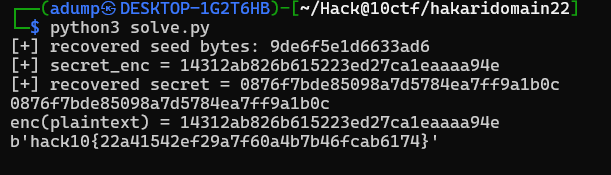 ┌──(adump㉿DESKTOP-1G2T6HB)-[~/Hack@10ctf/hakaridomain22]
└─$ python3 solve.py
[+] recovered seed bytes: 9de6f5e1d6633ad6
[+] secret_enc = 14312ab826b615223ed27ca1eaaaa94e
[+] recovered secret = 0876f7bde85098a7d5784ea7ff9a1b0c
0876f7bde85098a7d5784ea7ff9a1b0c
enc(plaintext) = 14312ab826b615223ed27ca1eaaaa94e
b'hack10{22a41542ef29a7f60a4b7b46fcab6174}'